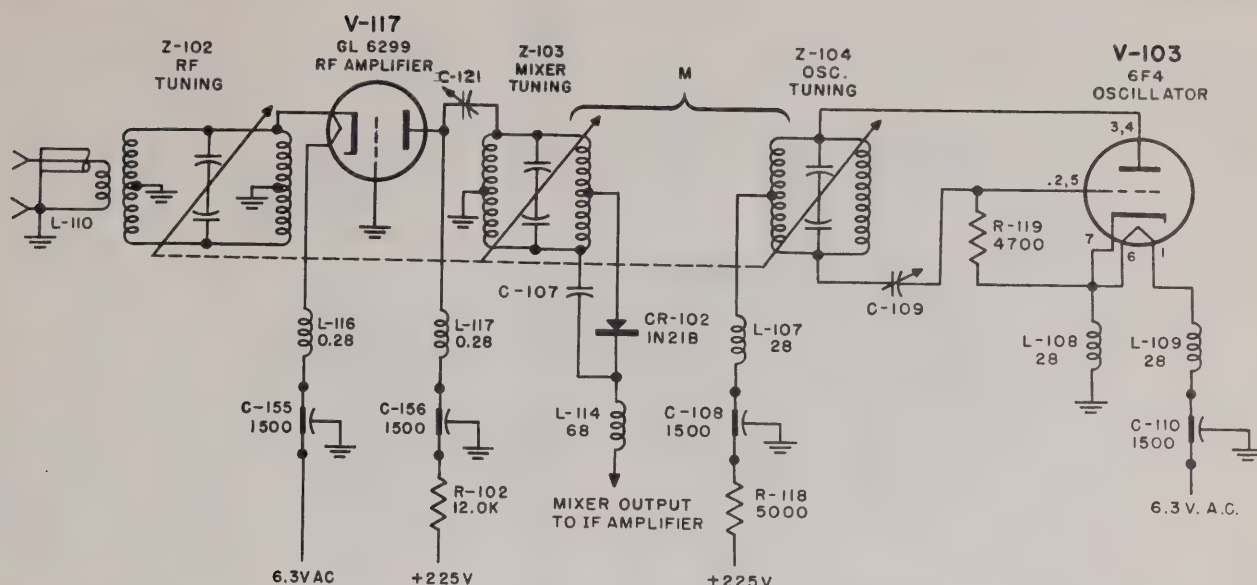 V-117
GL 6299
RF AMPLIFIER
Z-102
RF
TUNING
C-121
Z-103
MIXER
TUNING
M
Z-104
OSC.
TUNING
V-103
6F4
OSCILLATOR
3,4
.2,5
R-119
4700
7
6
1
L-110
C-107
C-109
L-116
0.28
L-117
0.28
CR-102
1N21B
L-107
28
L-108
28
L-109
28
C-155
1500
C-156
1500
L-114
68
C-108
1500
C-110
1500
R-102
12.0K
MIXER OUTPUT
TO IF AMPLIFIER
R-118
5000
6.3V. A.C.
6.3VAC
+225V
+225V